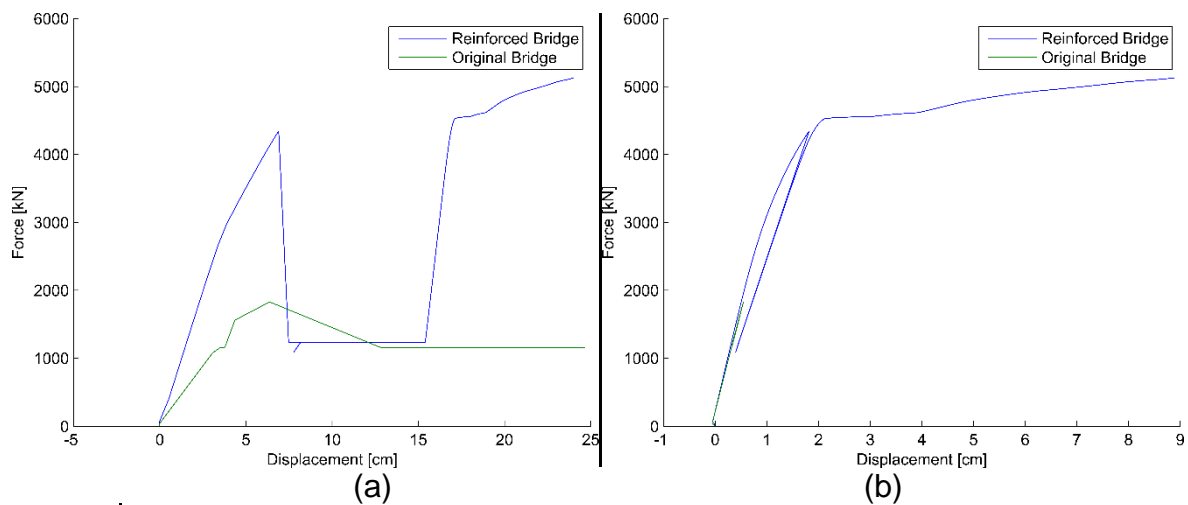 6000
5000
4000
3000
2000
1000
0
Force [kN]
-5 0 5 10 15 20 25
Displacement [cm]
Reinforced Bridge
Original Bridge
(a)
6000
5000
4000
3000
2000
1000
0
Force [kN]
-1 0 1 2 3 4 5 6 7 8 9
Displacement [cm]
Reinforced Bridge
Original Bridge
(b)